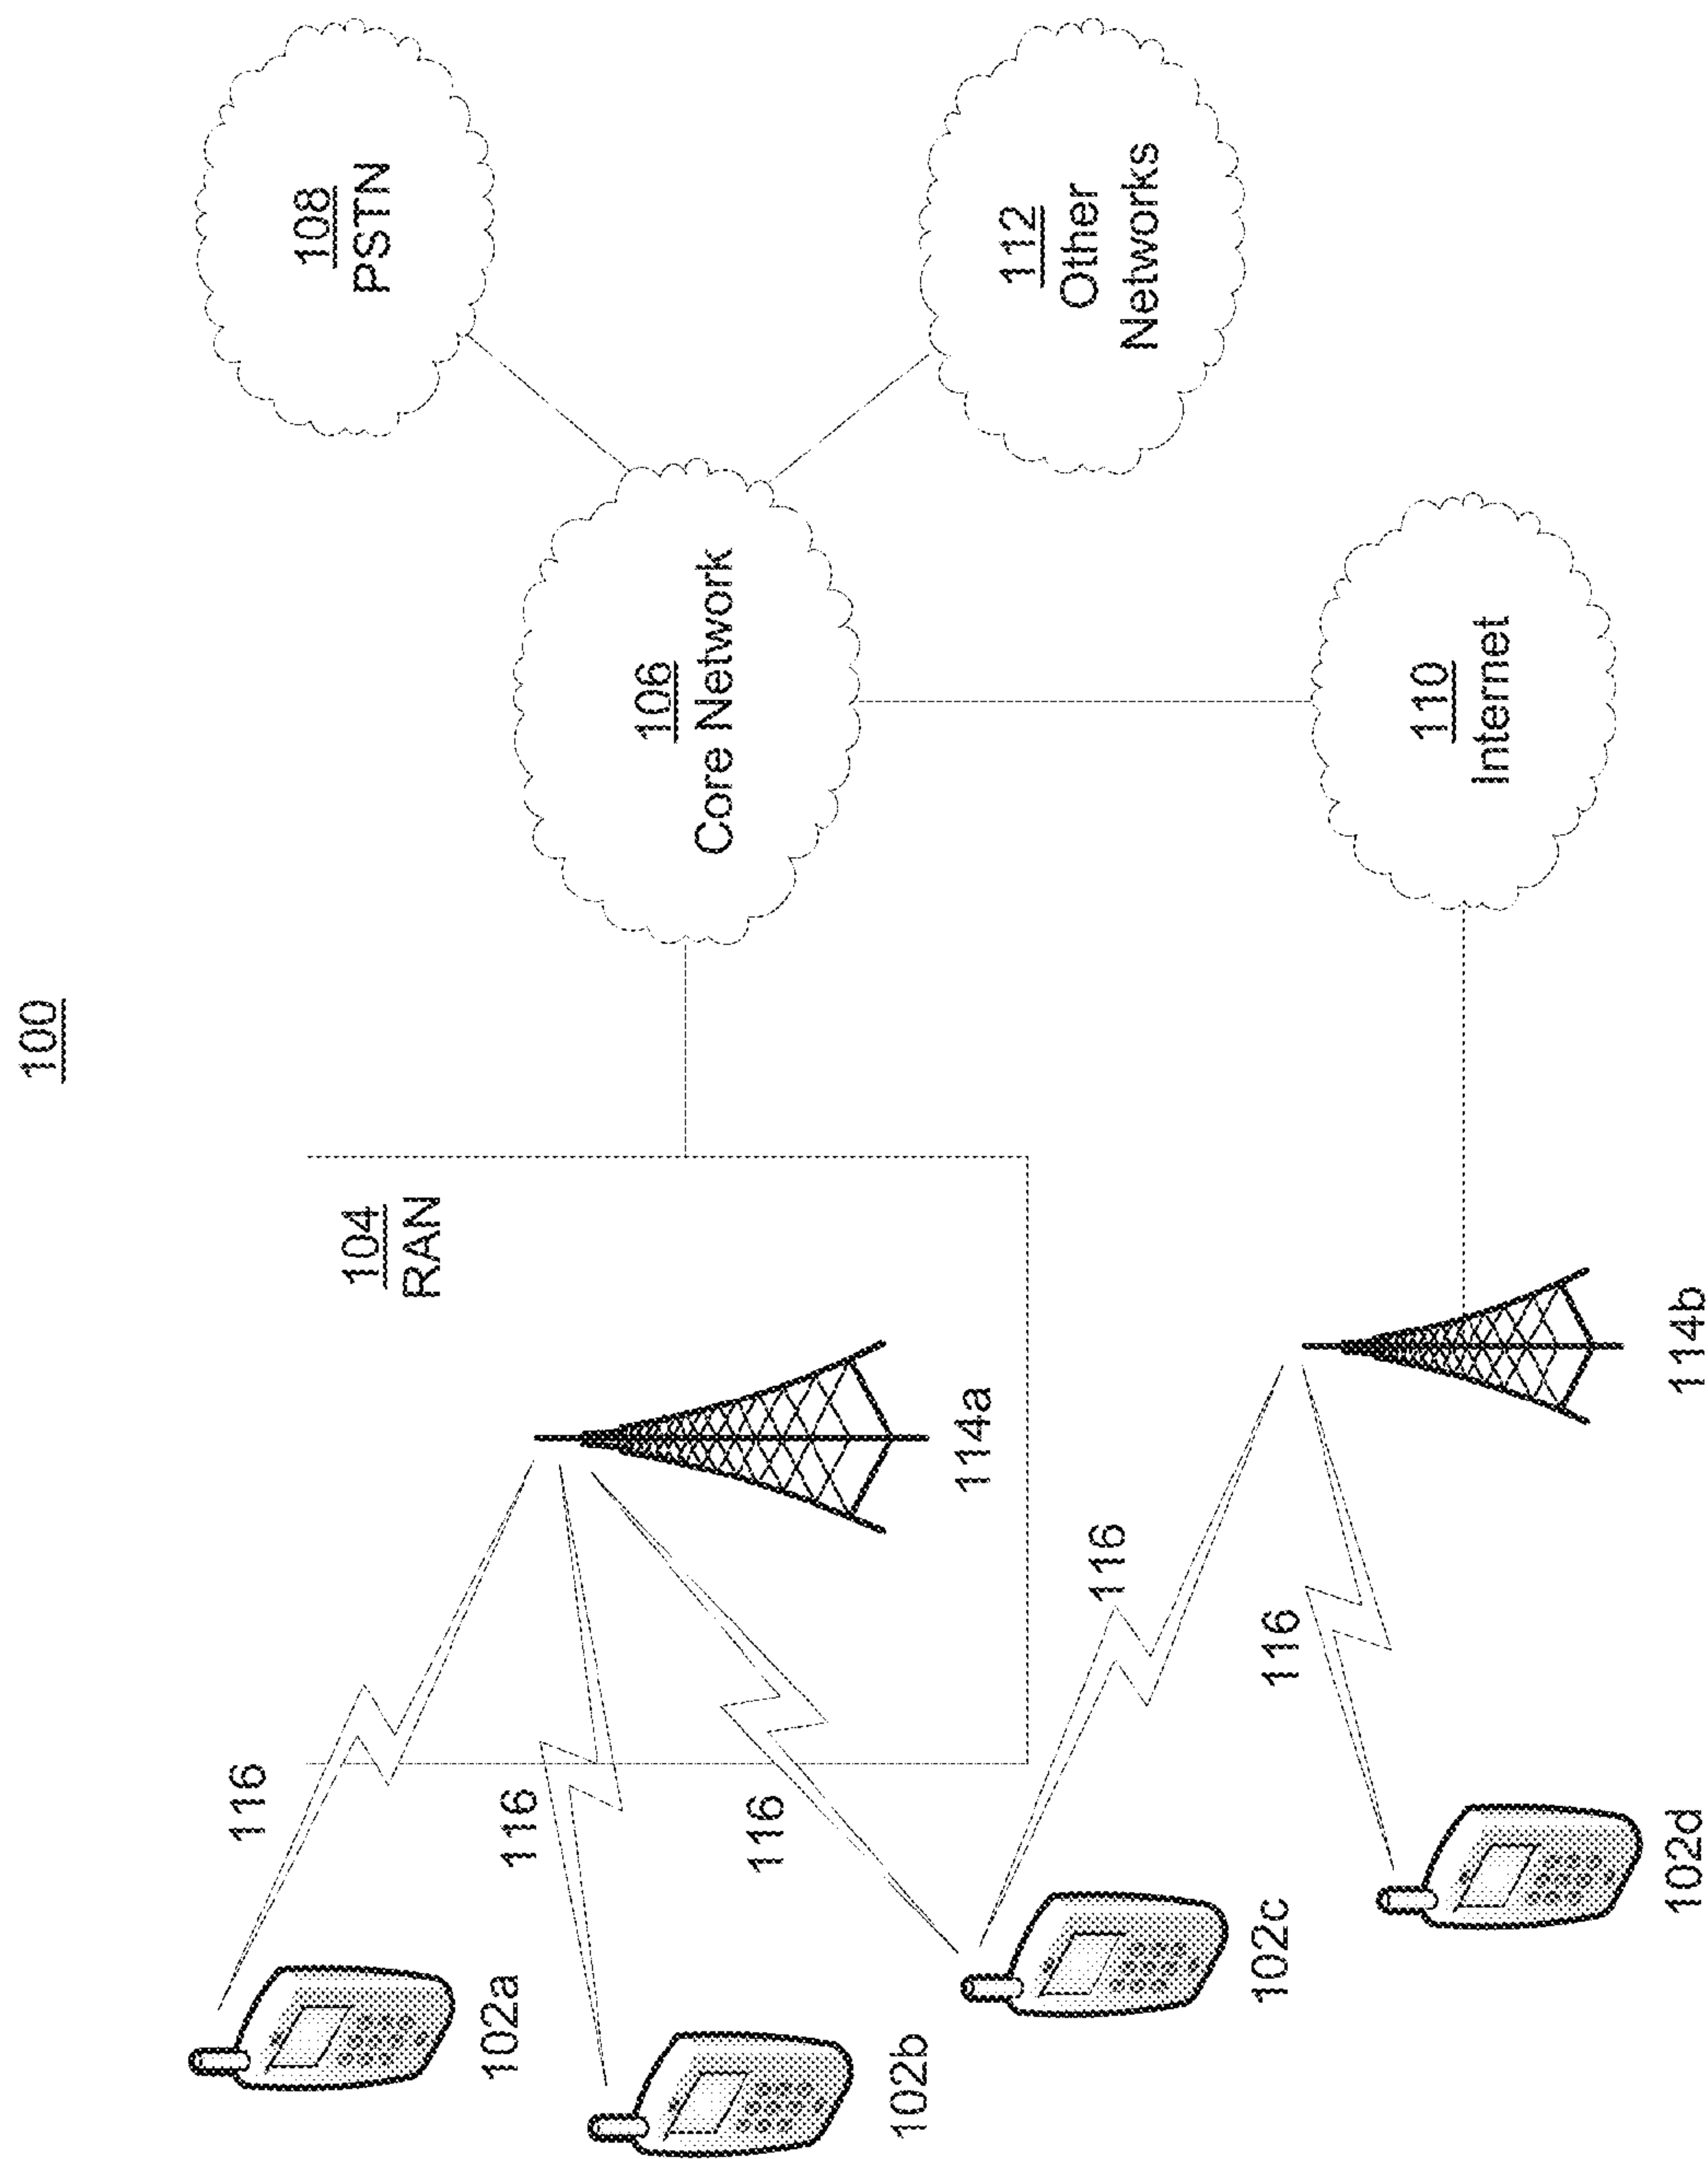 100
108
PSTN
104
RAN
106
Core Network
112
Other
Networks
110
Internet
116
116
116
116
116
114a
114b
102a
102b
102c
102d